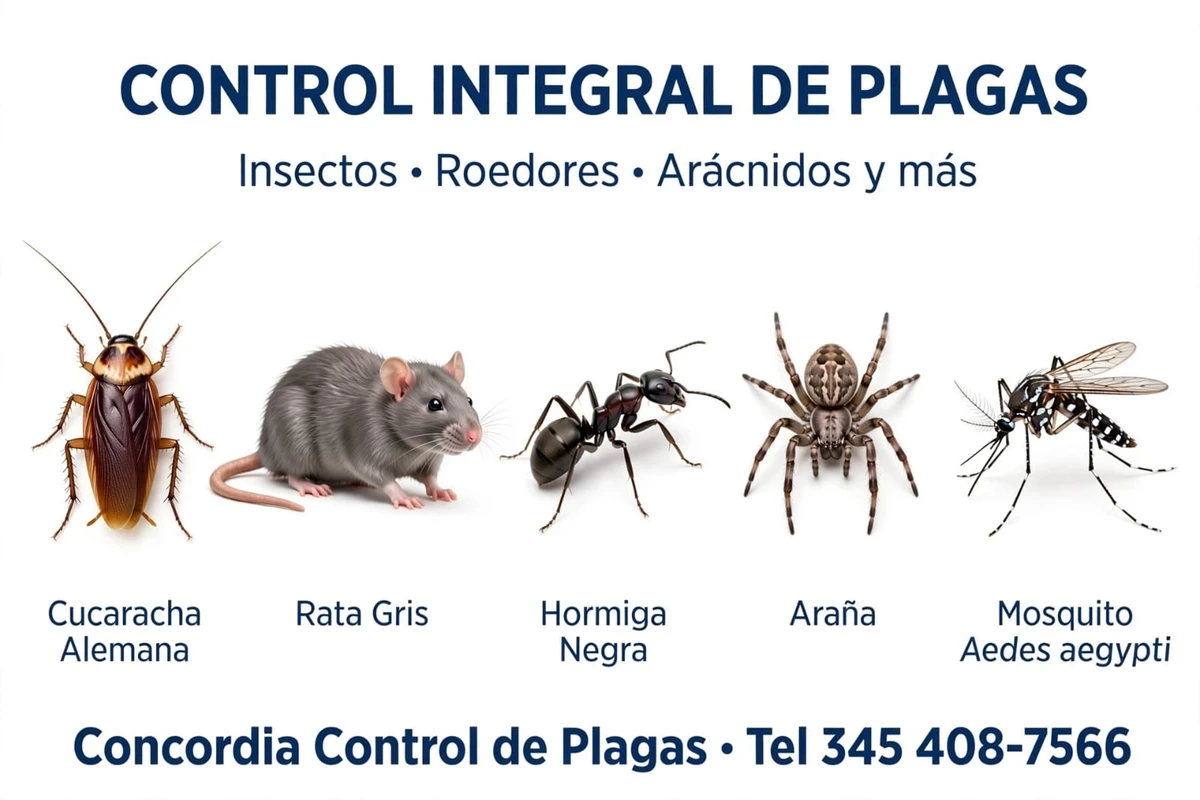 CONTROL INTEGRAL DE PLAGAS
Insectos • Roedores • Arácnidos y más
Cucaracha
Alemana
Rata Gris
Hormiga
Negra
Araña
Mosquito
Aedes aegypti
Concordia Control de Plagas • Tel 345 408-7566